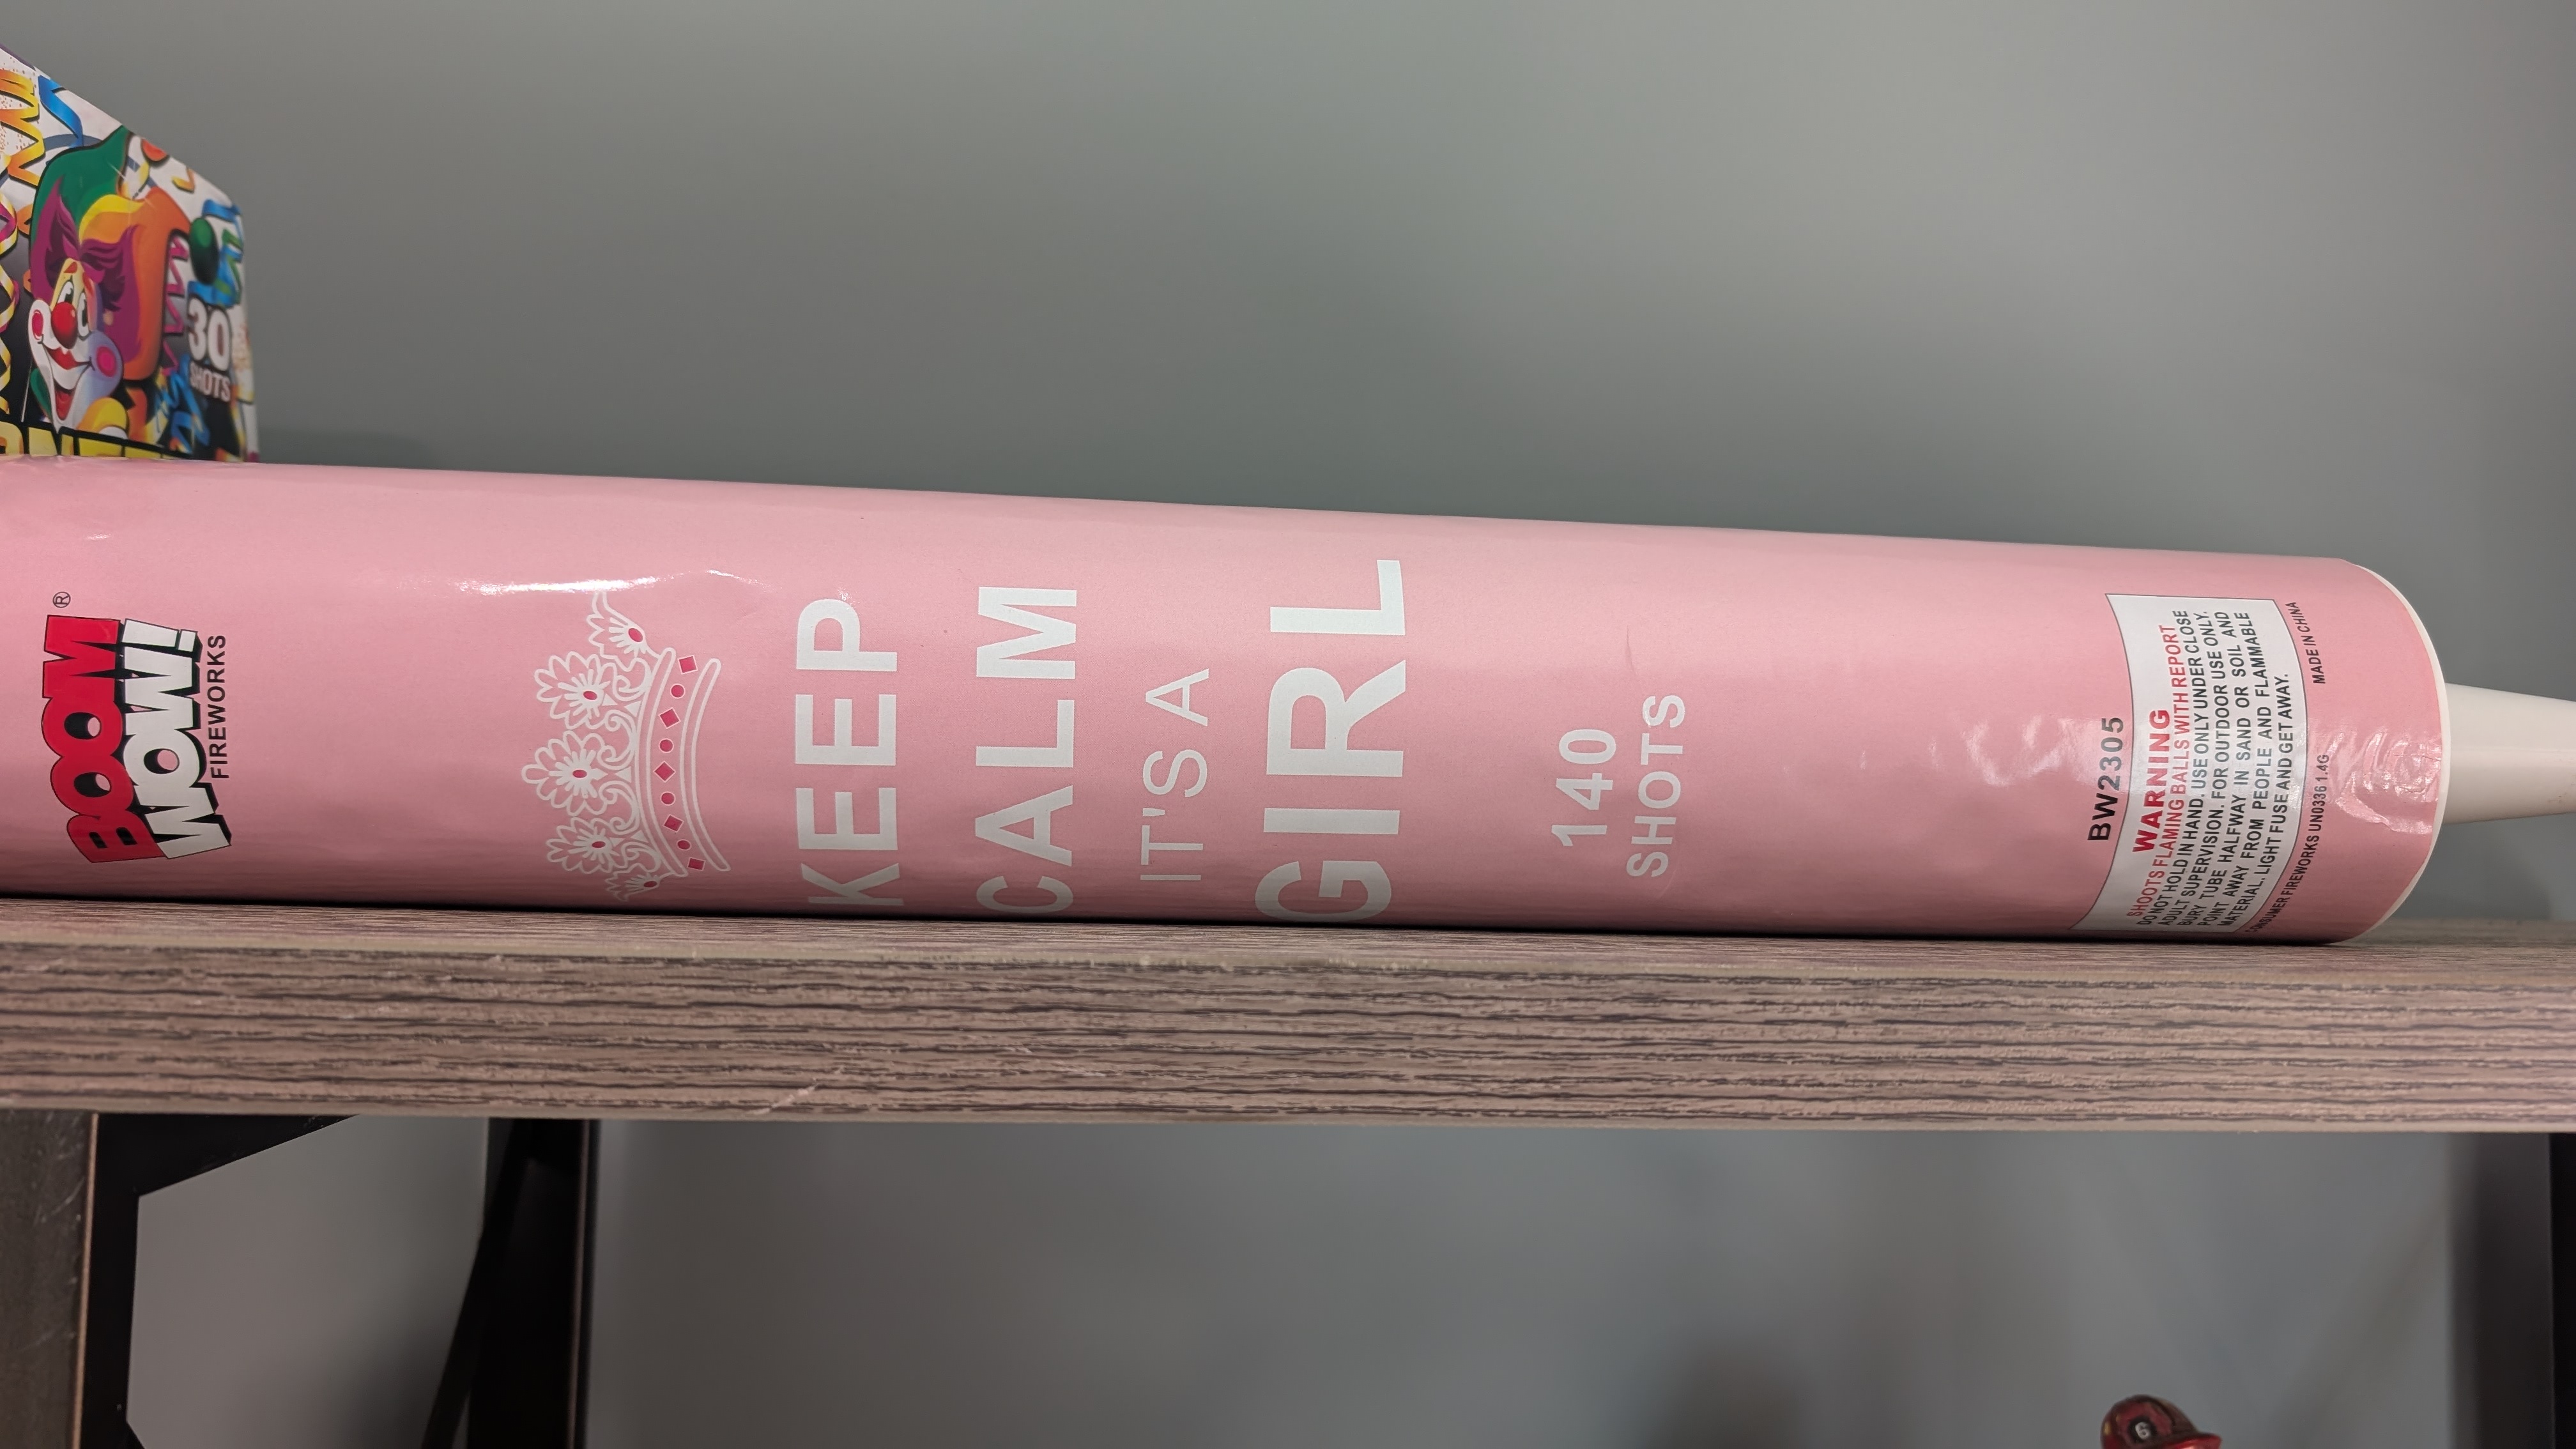 BOOM®
WOW!
FIREWORKS
KEEP
CALM
IT'S A
GIRL
140
SHOTS
BW2305
WARNING
SHOOTS FLAMING BALLS WITH REPORT
DO NOT HOLD IN HAND. USE ONLY UNDER CLOSE
ADULT SUPERVISION. FOR OUTDOOR USE ONLY.
BURY TUBE HALFWAY IN SAND OR SOIL AND
POINT AWAY FROM PEOPLE AND FLAMMABLE
MATERIAL. LIGHT FUSE AND GET AWAY.
CONSUMER FIREWORKS UN0336 1.4G
MADE IN CHINA
30
SHOTS
6